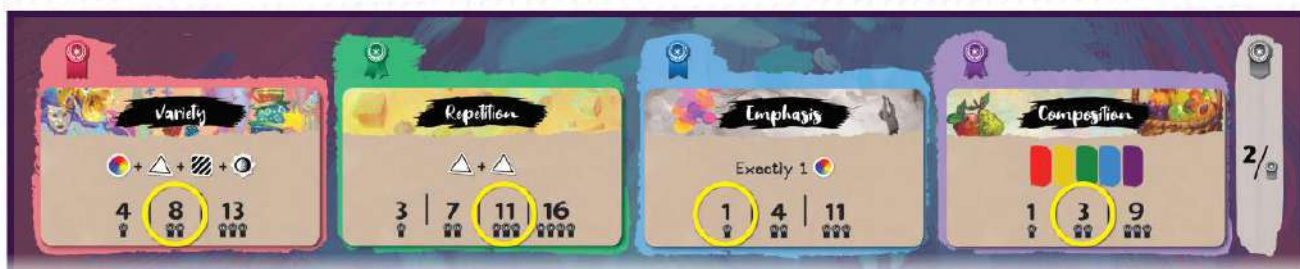 Variety
4 | 8 | 13
Repetition
3 | 7 | 11 | 16
Emphasis
Exactly 1
1 | 4 | 11
Composition
1 | 3 | 9
2/